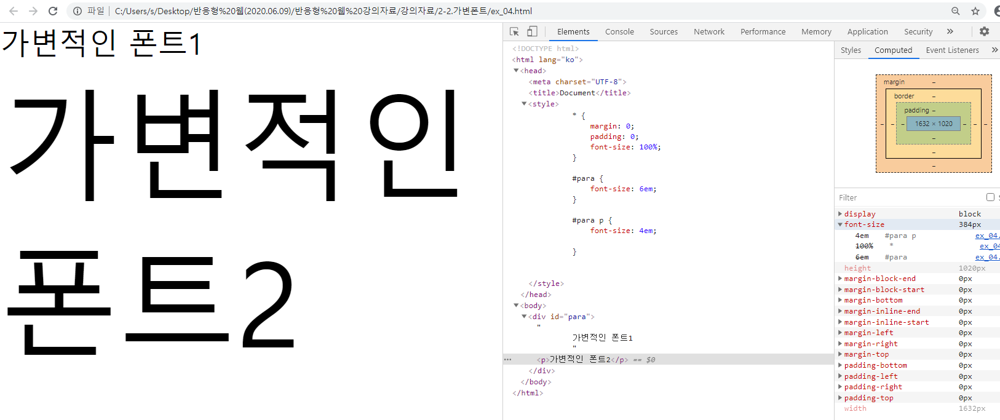 파일 C:/Users/s/Desktop/반응형%20웹(2020.06.09)/반응형%20웹%20강의자료/강의자료/2-2.가변폰트/ex_04.html
가변적인 폰트1
가변적인
폰트2
Elements Console Sources Network Performance Memory Application Security »
<!DOCTYPE html>
<html lang="ko">
<head>
<meta charset="UTF-8">
<title>Document</title>
<style>
* {
margin: 0;
padding: 0;
font-size: 100%;
}
#para {
font-size: 6em;
}
#para p {
font-size: 4em;
}
</style>
</head>
<body>
<div id="para">
"
가변적인 폰트1
"
<p>가변적인 폰트2</p> == $0
</div>
</body>
</html>
Styles Computed Event Listeners »
margin –
border –
padding –
– – – 1632 × 1020 – – –
–
–
–
Filter
display block
font-size 384px
4em #para p ex_04.
100% * ex_04
6em #para ex_04.
height 1020px
margin-block-end 0px
margin-block-start 0px
margin-bottom 0px
margin-inline-end 0px
margin-inline-start 0px
margin-left 0px
margin-right 0px
margin-top 0px
padding-bottom 0px
padding-left 0px
padding-right 0px
padding-top 0px
width 1632px